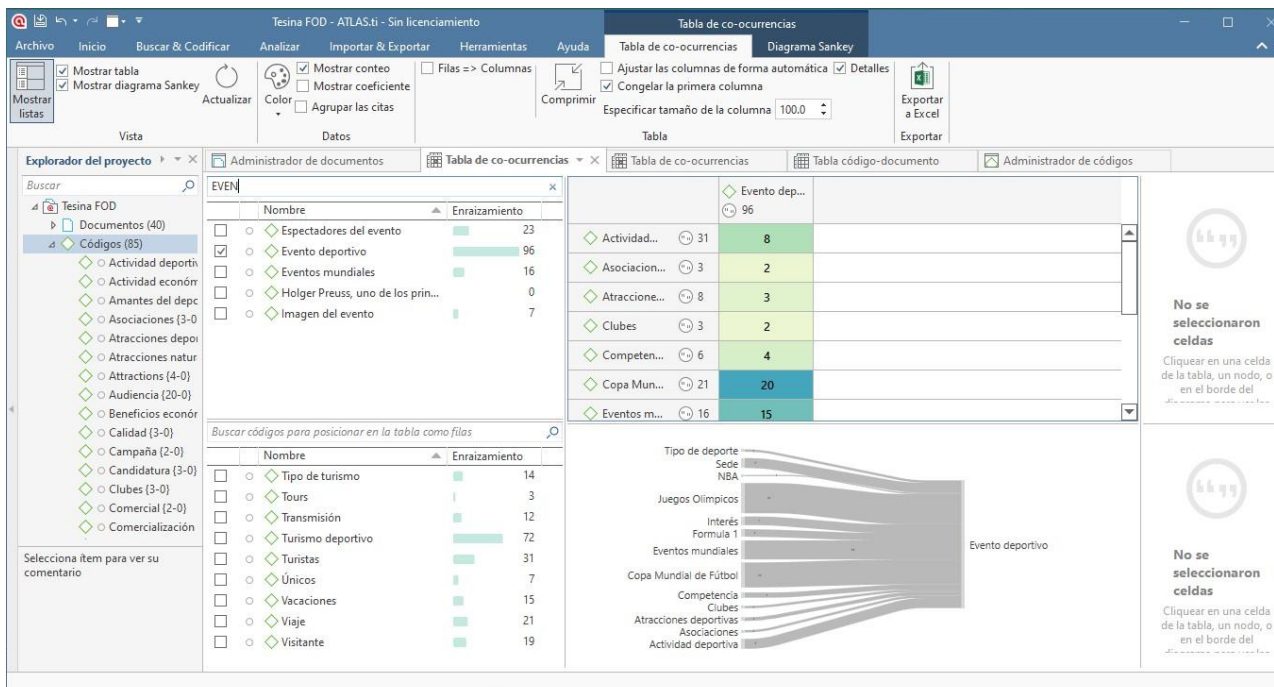 Tesina FOD - ATLAS.ti - Sin licenciamiento
Tabla de co-ocurrencias
Archivo Inicio Buscar & Codificar Analizar Importar & Exportar Herramientas Ayuda Tabla de co-ocurrencias Diagrama Sankey
Mostrar listas
Mostrar tabla
Mostrar diagrama Sankey
Actualizar
Vista
Color
Mostrar conteo
Mostrar coeficiente
Agrupar las citas
Datos
Filas => Columnas
Comprimir
Ajustar las columnas de forma automática Detalles
Congelar la primera columna
Especificar tamaño de la columna 100.0
Tabla
Exportar a Excel
Exportar
Explorador del proyecto
Administrador de documentos
Tabla de co-ocurrencias
Tabla de co-ocurrencias
Tabla código-documento
Administrador de códigos
Buscar
Tesina FOD
Documentos (40)
Códigos (85)
Actividad deportiv
Actividad económ
Amantes del depc
Asociaciones {3-0
Atracciones depor
Atracciones natur
Attractions {4-0}
Audiencia {20-0}
Beneficios econór
Calidad {3-0}
Campaña {2-0}
Candidatura {3-0}
Clubes {3-0}
Comercial {2-0}
Comercialización
Selecciona ítem para ver su
comentario
EVEN
Nombre Enraizamiento
Espectadores del evento 23
Evento deportivo 96
Eventos mundiales 16
Holger Preuss, uno de los prin... 0
Imagen del evento 7
Buscar códigos para posicionar en la tabla como filas
Nombre Enraizamiento
Tipo de turismo 14
Tours 3
Transmisión 12
Turismo deportivo 72
Turistas 31
Únicos 7
Vacaciones 15
Viaje 21
Visitante 19
Evento dep...
96
Actividad... 31 8
Asociacion... 3 2
Atraccione... 8 3
Clubes 3 2
Competen... 6 4
Copa Mun... 21 20
Eventos m... 16 15
Tipo de deporte
Sede
NBA
Juegos Olímpicos
Interés
Formula 1
Eventos mundiales
Copa Mundial de Fútbol
Competencia
Clubes
Atracciones deportivas
Asociaciones
Actividad deportiva
Evento deportivo
No se
seleccionaron
celdas
Cliquear en una celda
de la tabla, un nodo, o
en el borde del
No se
seleccionaron
celdas
Cliquear en una celda
de la tabla, un nodo, o
en el borde del